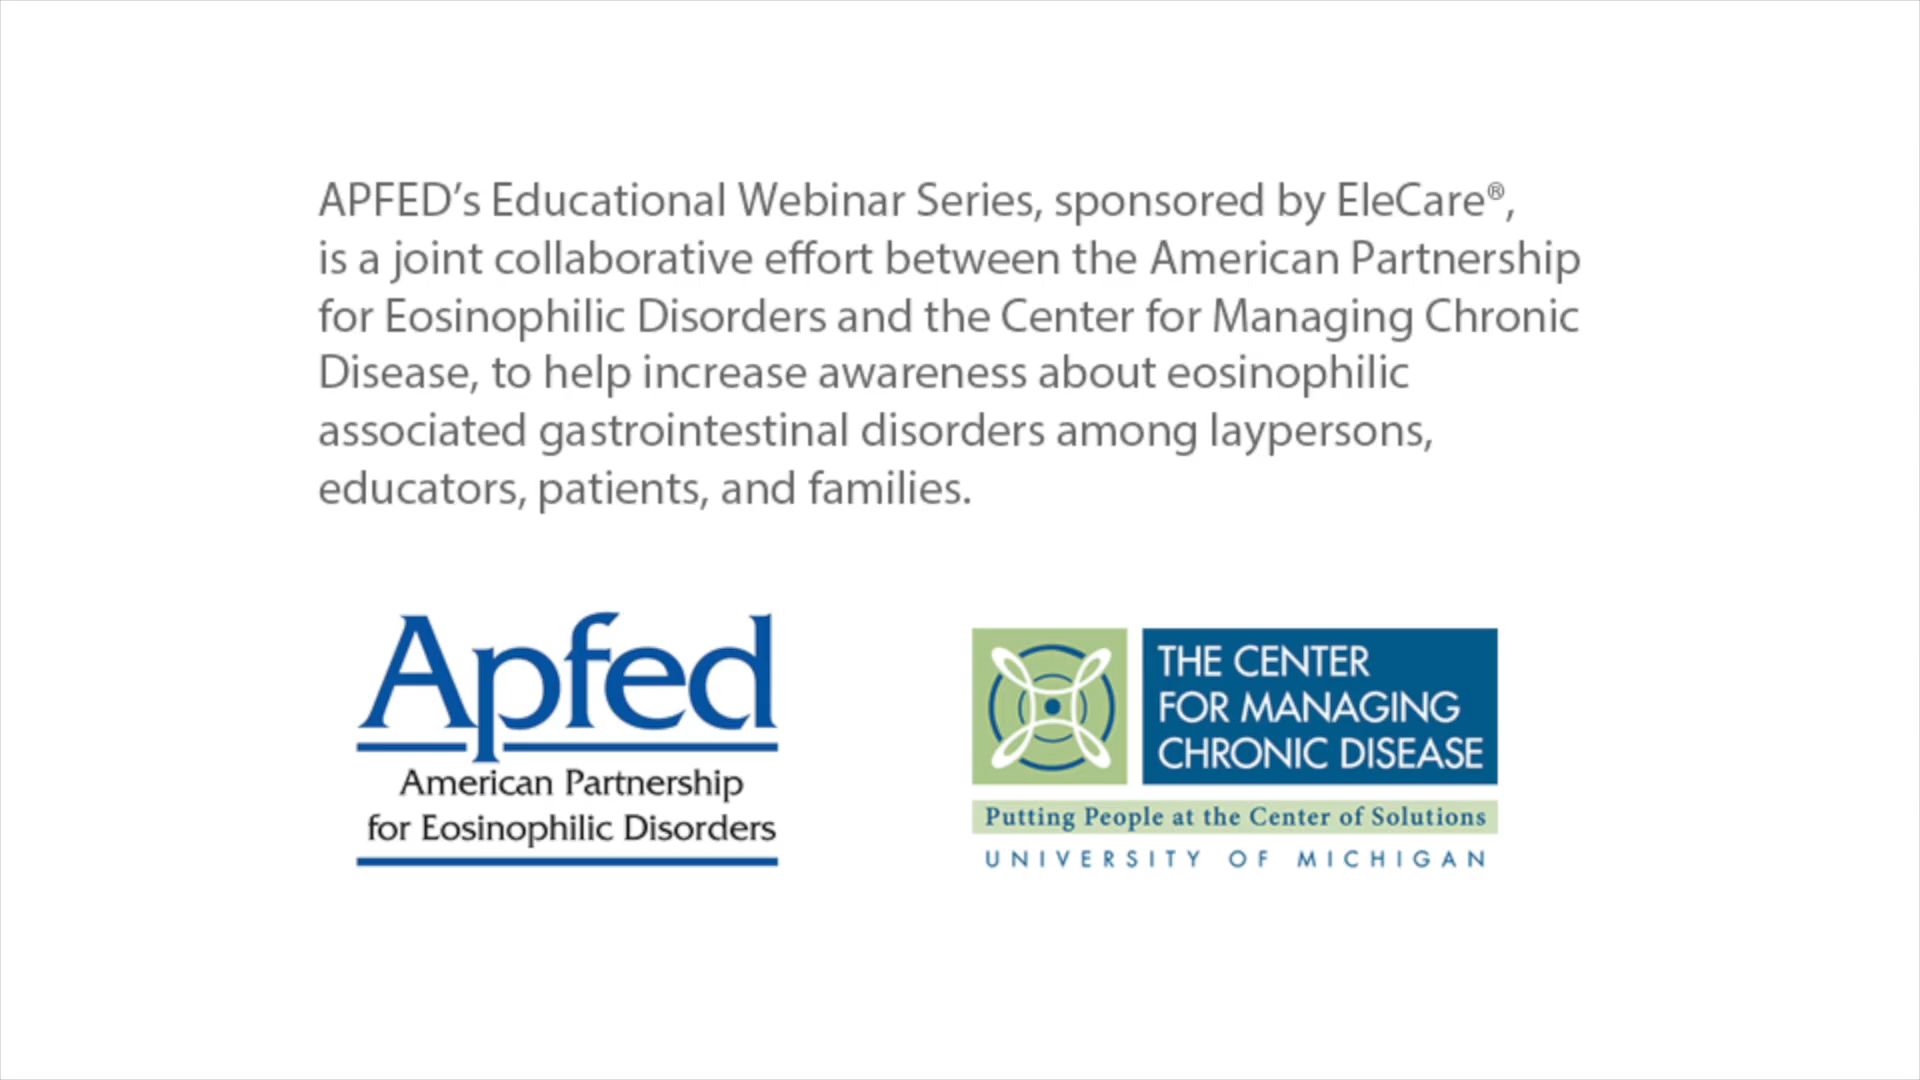 APFED’s Educational Webinar Series, sponsored by EleCare®,
is a joint collaborative effort between the American Partnership
for Eosinophilic Disorders and the Center for Managing Chronic
Disease, to help increase awareness about eosinophilic
associated gastrointestinal disorders among laypersons,
educators, patients, and families.
Apfed
American Partnership
for Eosinophilic Disorders
THE CENTER
FOR MANAGING
CHRONIC DISEASE
Putting People at the Center of Solutions
UNIVERSITY OF MICHIGAN